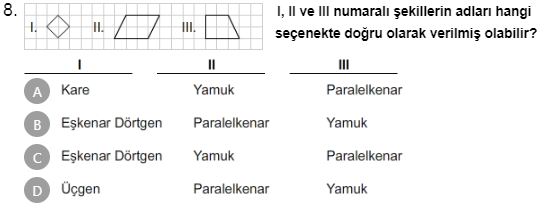 8.
I. II. III.
I, II ve III numaralı şekillerin adları hangi
seçenekte doğru olarak verilmiş olabilir?
I II III
A Kare Yamuk Paralelkenar
B Eşkenar Dörtgen Paralelkenar Yamuk
C Eşkenar Dörtgen Yamuk Paralelkenar
D Üçgen Paralelkenar Yamuk